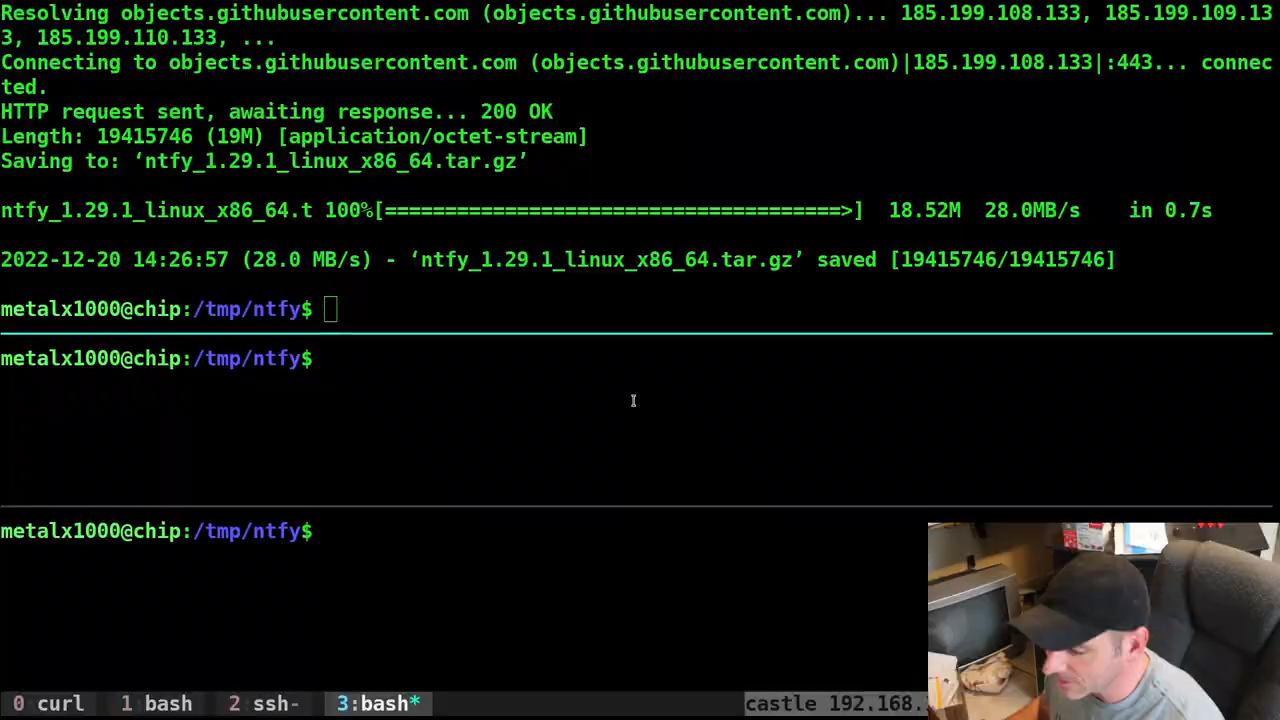 Resolving objects.githubusercontent.com (objects.githubusercontent.com)... 185.199.108.133, 185.199.109.13
3, 185.199.110.133, ...
Connecting to objects.githubusercontent.com (objects.githubusercontent.com)|185.199.108.133|:443... connec
ted.
HTTP request sent, awaiting response... 200 OK
Length: 19415746 (19M) [application/octet-stream]
Saving to: ‘ntfy_1.29.1_linux_x86_64.tar.gz’
ntfy_1.29.1_linux_x86_64.t 100%[======================================>]  18.52M  28.0MB/s    in 0.7s
2022-12-20 14:26:57 (28.0 MB/s) - ‘ntfy_1.29.1_linux_x86_64.tar.gz’ saved [19415746/19415746]
metalx1000@chip:/tmp/ntfy$
metalx1000@chip:/tmp/ntfy$
metalx1000@chip:/tmp/ntfy$
0 curl  1 bash  2 ssh-  3:bash*  castle 192.168.